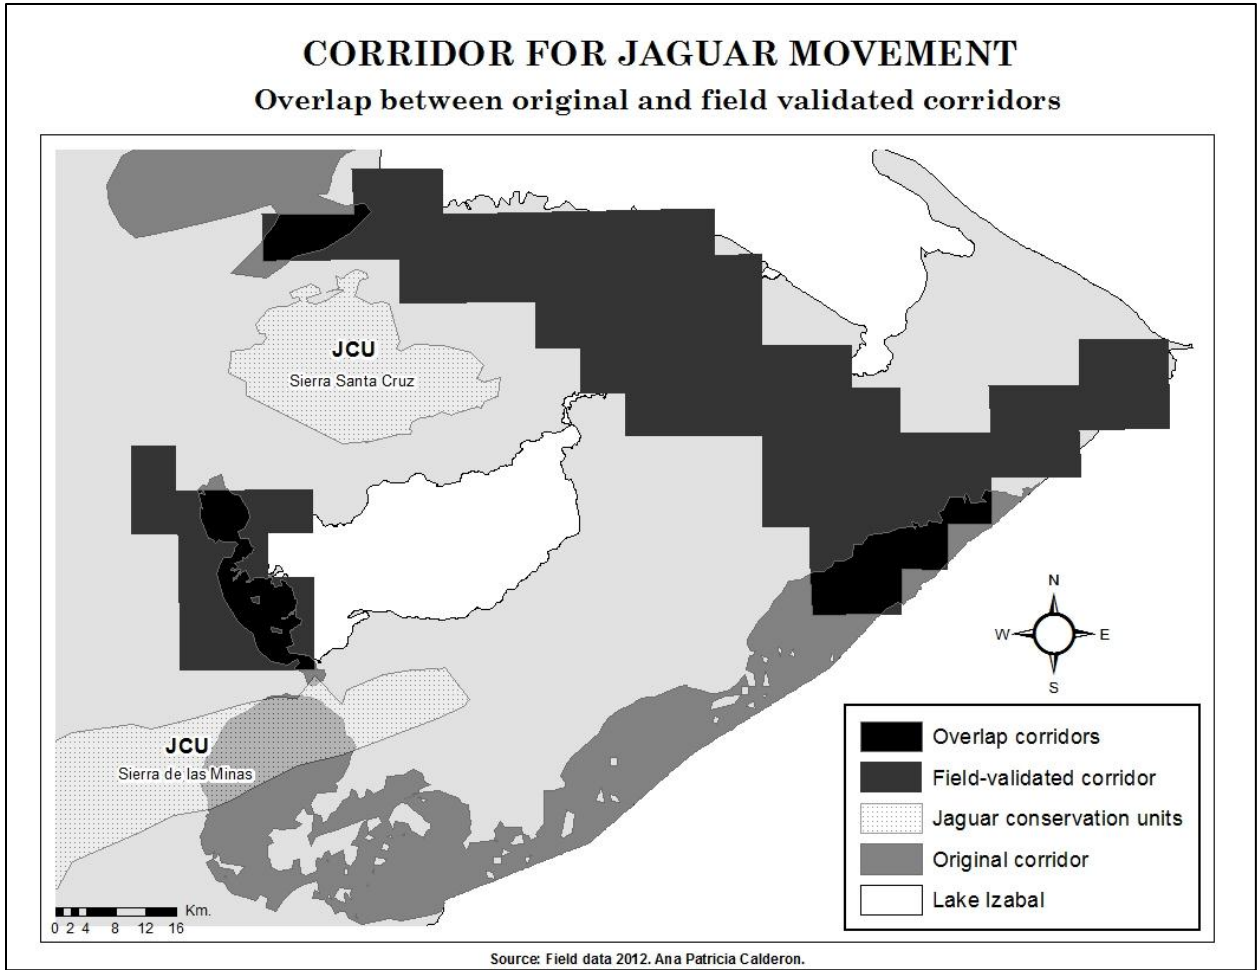 CORRIDOR FOR JAGUAR MOVEMENT
Overlap between original and field validated corridors
JCU
Sierra Santa Cruz
JCU
Sierra de las Minas
N
W E
S
Overlap corridors
Field-validated corridor
Jaguar conservation units
Original corridor
Lake Izabal
Km.
0 2 4 8 12 16
Source: Field data 2012. Ana Patricia Calderon.